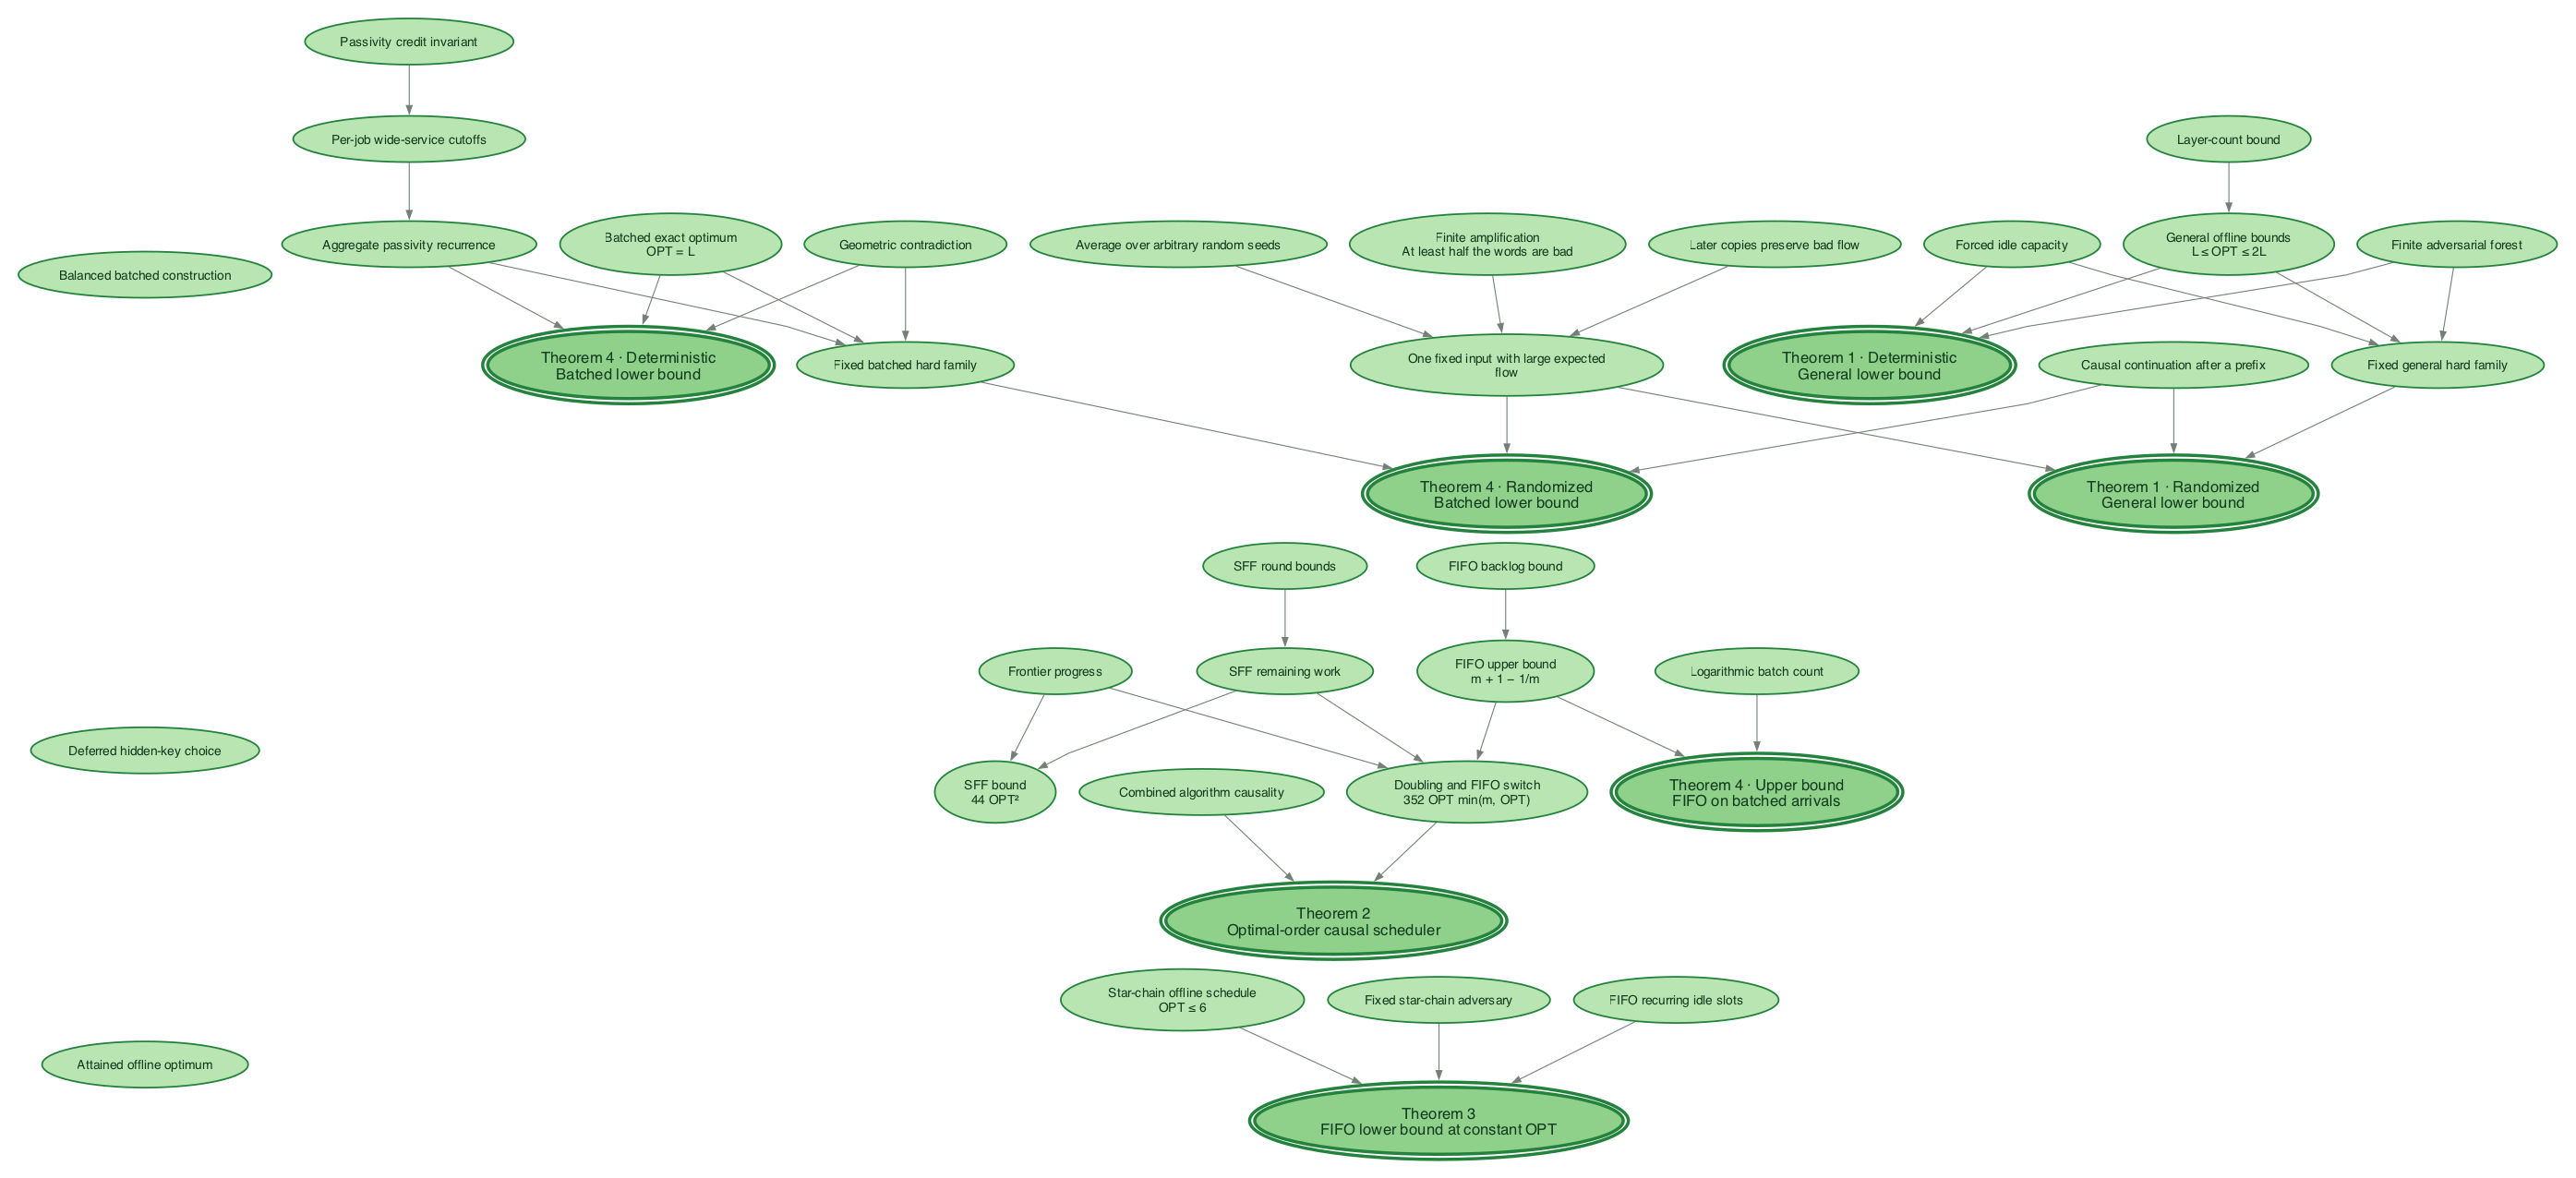 Passivity credit invariant
Per-job wide-service cutoffs
Layer-count bound
Balanced batched construction
Aggregate passivity recurrence
Batched exact optimum
OPT = L
Geometric contradiction
Average over arbitrary random seeds
Finite amplification
At least half the words are bad
Later copies preserve bad flow
Forced idle capacity
General offline bounds
L ≤ OPT ≤ 2L
Finite adversarial forest
Theorem 4 · Deterministic
Batched lower bound
Fixed batched hard family
One fixed input with large expected
flow
Theorem 1 · Deterministic
General lower bound
Causal continuation after a prefix
Fixed general hard family
Theorem 4 · Randomized
Batched lower bound
Theorem 1 · Randomized
General lower bound
SFF round bounds
FIFO backlog bound
Frontier progress
SFF remaining work
FIFO upper bound
m + 1 − 1/m
Logarithmic batch count
Deferred hidden-key choice
SFF bound
44 OPT²
Combined algorithm causality
Doubling and FIFO switch
352 OPT min(m, OPT)
Theorem 4 · Upper bound
FIFO on batched arrivals
Theorem 2
Optimal-order causal scheduler
Star-chain offline schedule
OPT ≤ 6
Fixed star-chain adversary
FIFO recurring idle slots
Attained offline optimum
Theorem 3
FIFO lower bound at constant OPT